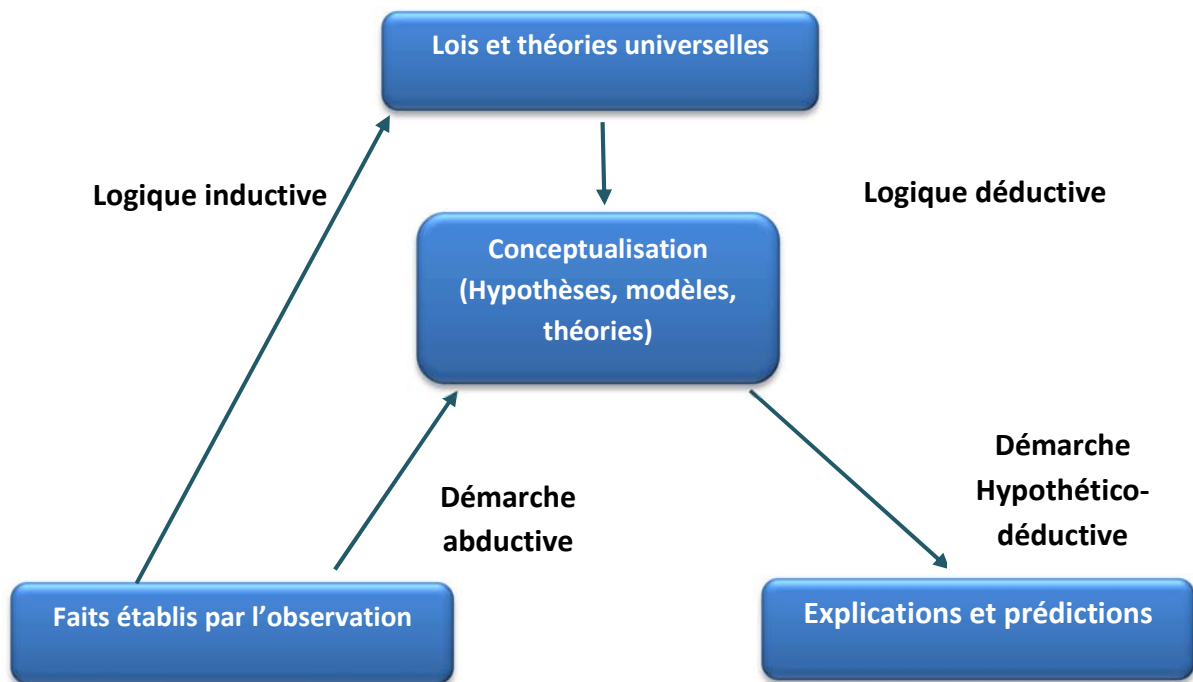 Lois et théories universelles
Logique inductive
Logique déductive
Conceptualisation
(Hypothèses, modèles,
théories)
Démarche
abductive
Démarche
Hypothético-
déductive
Faits établis par l’observation
Explications et prédictions